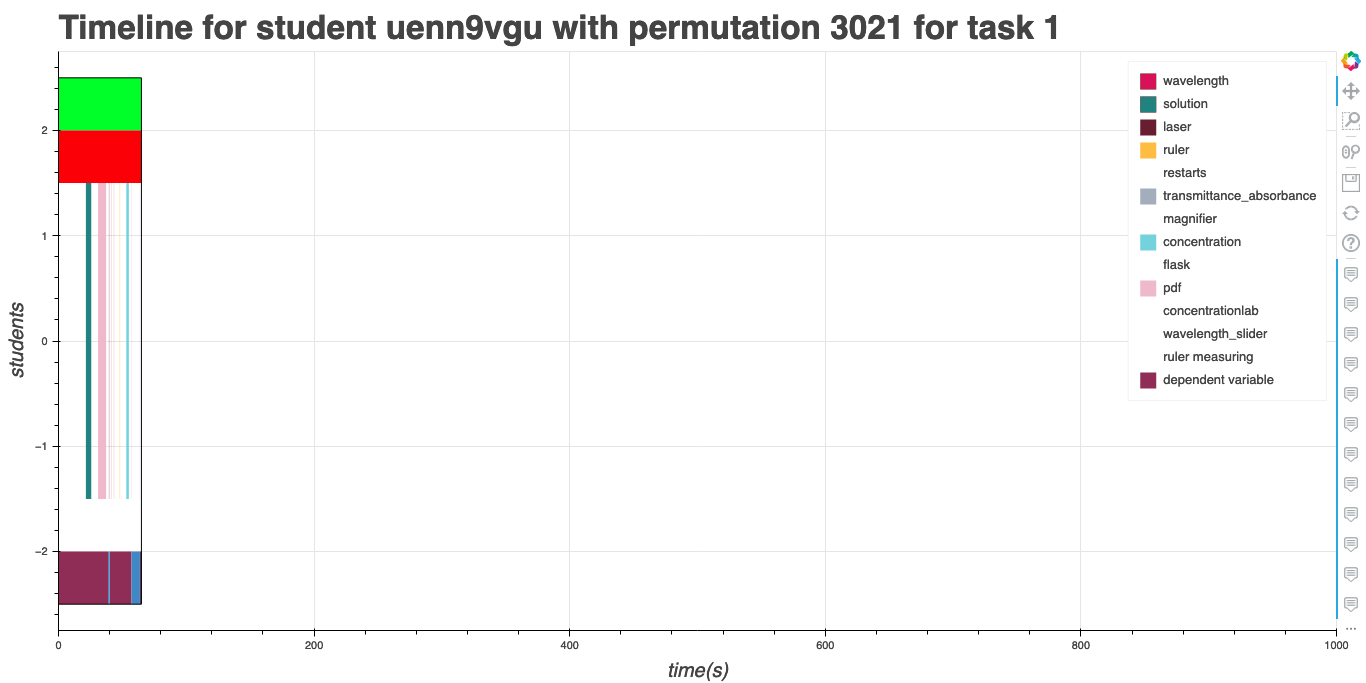 Timeline for student uenn9vgu with permutation 3021 for task 1
wavelength
solution
laser
ruler
restarts
transmittance_absorbance
magnifier
concentration
flask
pdf
concentrationlab
wavelength_slider
ruler measuring
dependent variable
students
2
1
0
−1
−2
0 200 400 600 800 1000
time(s)